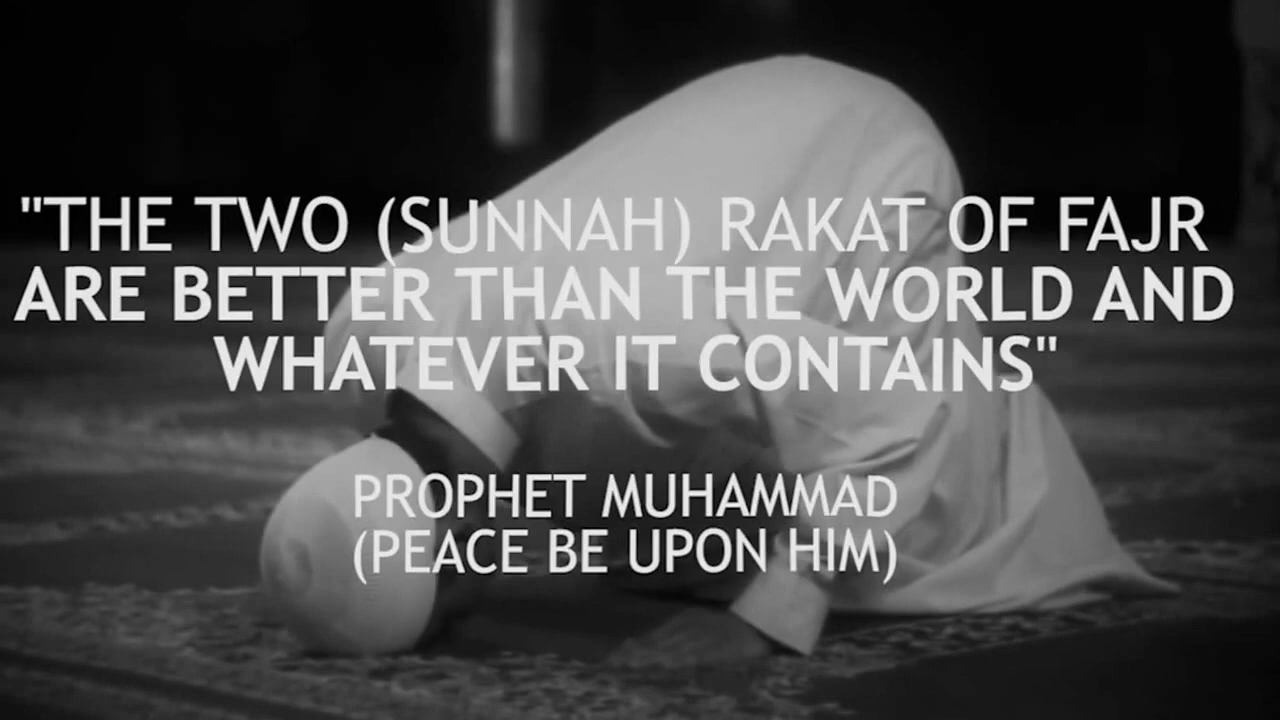 "THE TWO (SUNNAH) RAKAT OF FAJR
ARE BETTER THAN THE WORLD AND
WHATEVER IT CONTAINS"
PROPHET MUHAMMAD
(PEACE BE UPON HIM)